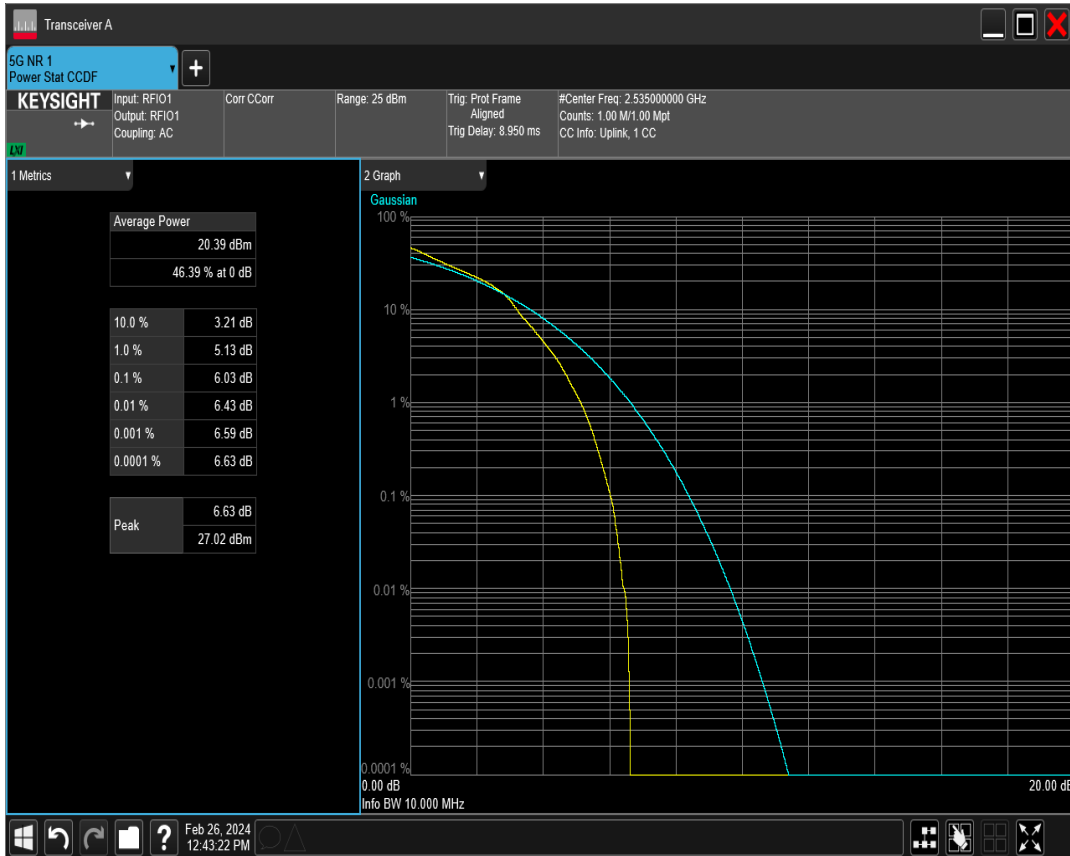 Transceiver A
5G NR 1
Power Stat CCDF
KEYSIGHT
LXI
Input: RFIO1
Output: RFIO1
Coupling: AC
Corr CCorr
Range: 25 dBm
Trig: Prot Frame
Aligned
Trig Delay: 8.950 ms
#Center Freq: 2.535000000 GHz
Counts: 1.00 M/1.00 Mpt
CC Info: Uplink, 1 CC
1 Metrics
Average Power
20.39 dBm
46.39 % at 0 dB
10.0 % 3.21 dB
1.0 % 5.13 dB
0.1 % 6.03 dB
0.01 % 6.43 dB
0.001 % 6.59 dB
0.0001 % 6.63 dB
Peak
6.63 dB
27.02 dBm
2 Graph
Gaussian
100 %
10 %
1 %
0.1 %
0.01 %
0.001 %
0.0001 %
0.00 dB
20.00 dB
Info BW 10.000 MHz
?
Feb 26, 2024
12:43:22 PM